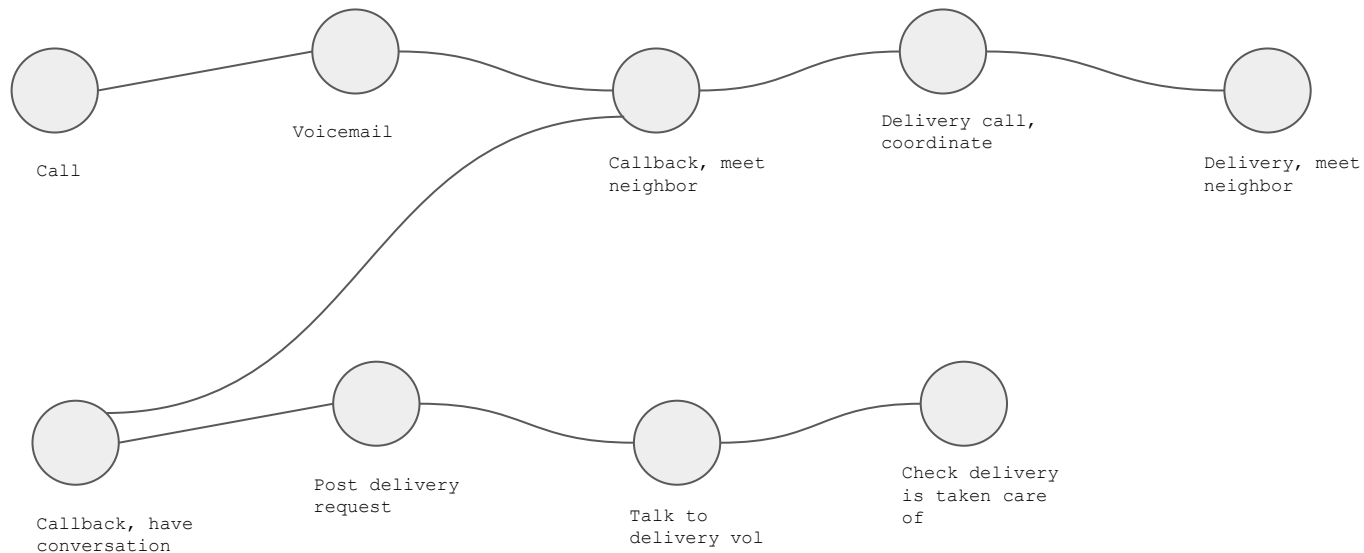 Call
Voicemail
Callback, meet
neighbor
Delivery call,
coordinate
Delivery, meet
neighbor
Callback, have
conversation
Post delivery
request
Talk to
delivery vol
Check delivery
is taken care
of